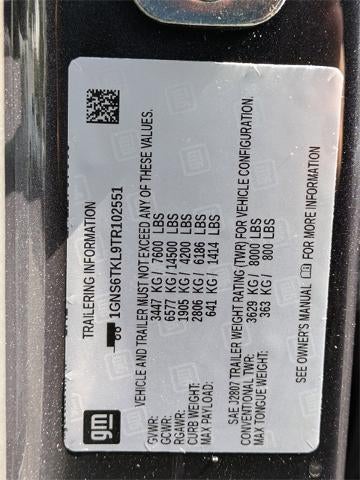 gm
TRAILERING INFORMATION
86 1GNS6TKL9TR102551
VEHICLE AND TRAILER MUST NOT EXCEED ANY OF THESE VALUES.
GVWR: 3447 KG / 7600 LBS
GCWR: 6577 KG / 14500 LBS
RGAWR: 1905 KG / 4200 LBS
CURB WEIGHT: 2806 KG / 6186 LBS
MAX PAYLOAD: 641 KG / 1414 LBS
SAE J2807 TRAILER WEIGHT RATING (TWR) FOR VEHICLE CONFIGURATION.
CONVENTIONAL TWR: 3629 KG / 8000 LBS
MAX TONGUE WEIGHT: 363 KG / 800 LBS
SEE OWNER'S MANUAL FOR MORE INFORMATION